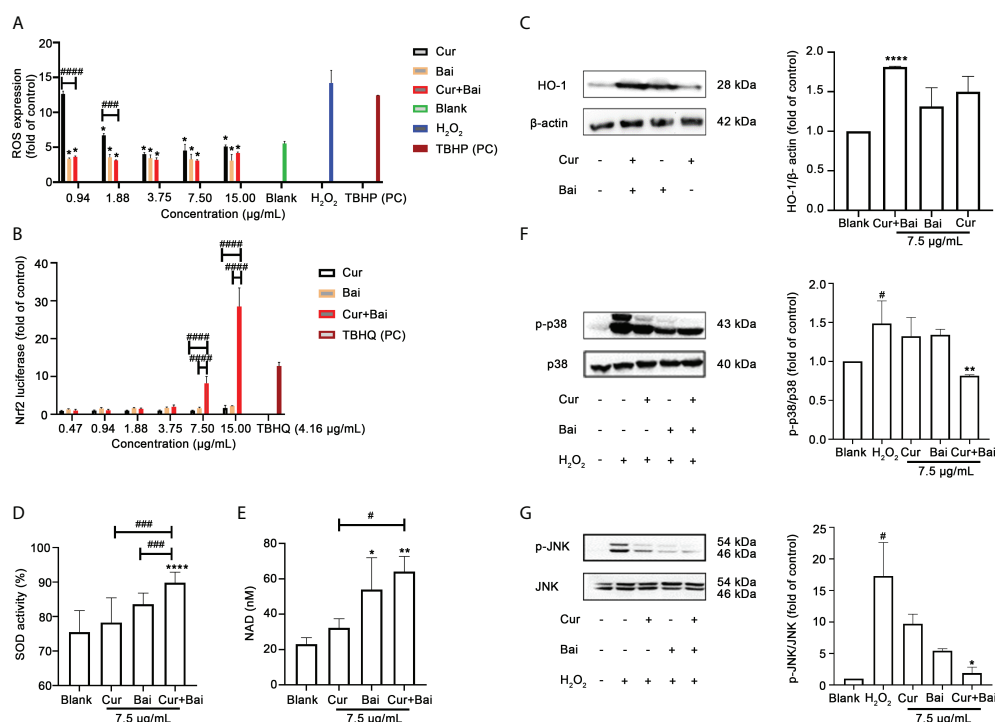 A
####
###
* * * * * * * * * * * * * *
ROS expression
(fold of control)
20
15
10
5
0
0.94 1.88 3.75 7.50 15.00 Blank H2O2 TBHP (PC)
Concentration (µg/mL)
Cur
Bai
Cur+Bai
Blank
H2O2
TBHP (PC)
B
####
####
####
####
Nrf2 luciferase (fold of control)
40
30
20
10
0
0.47 0.94 1.88 3.75 7.50 15.00 TBHQ (4.16 µg/mL)
Concentration (µg/mL)
Cur
Bai
Cur+Bai
TBHQ (PC)
C
HO-1 28 kDa
β-actin 42 kDa
Cur - + - +
Bai - + + -
HO-1/β- actin (fold of control)
2.0
1.5
1.0
0.5
0.0
****
Blank Cur+Bai Bai Cur
7.5 µg/mL
D
###
###
****
SOD activity (%)
100
90
80
70
60
Blank Cur Bai Cur+Bai
7.5 µg/mL
E
#
* **
NAD (nM)
80
60
40
20
0
Blank Cur Bai Cur+Bai
7.5 µg/mL
F
p-p38 43 kDa
p38 40 kDa
Cur - - + - +
Bai - - - + +
H2O2 - + + + +
p-p38/p38 (fold of control)
2.0
1.5
1.0
0.5
0.0
#
**
Blank H2O2 Cur Bai Cur+Bai
7.5 µg/mL
G
p-JNK 54 kDa
46 kDa
JNK 54 kDa
46 kDa
Cur - - + - +
Bai - - - + +
H2O2 - + + + +
p-JNK/JNK (fold of control)
25
20
15
10
5
0
#
*
Blank H2O2 Cur Bai Cur+Bai
7.5 µg/mL